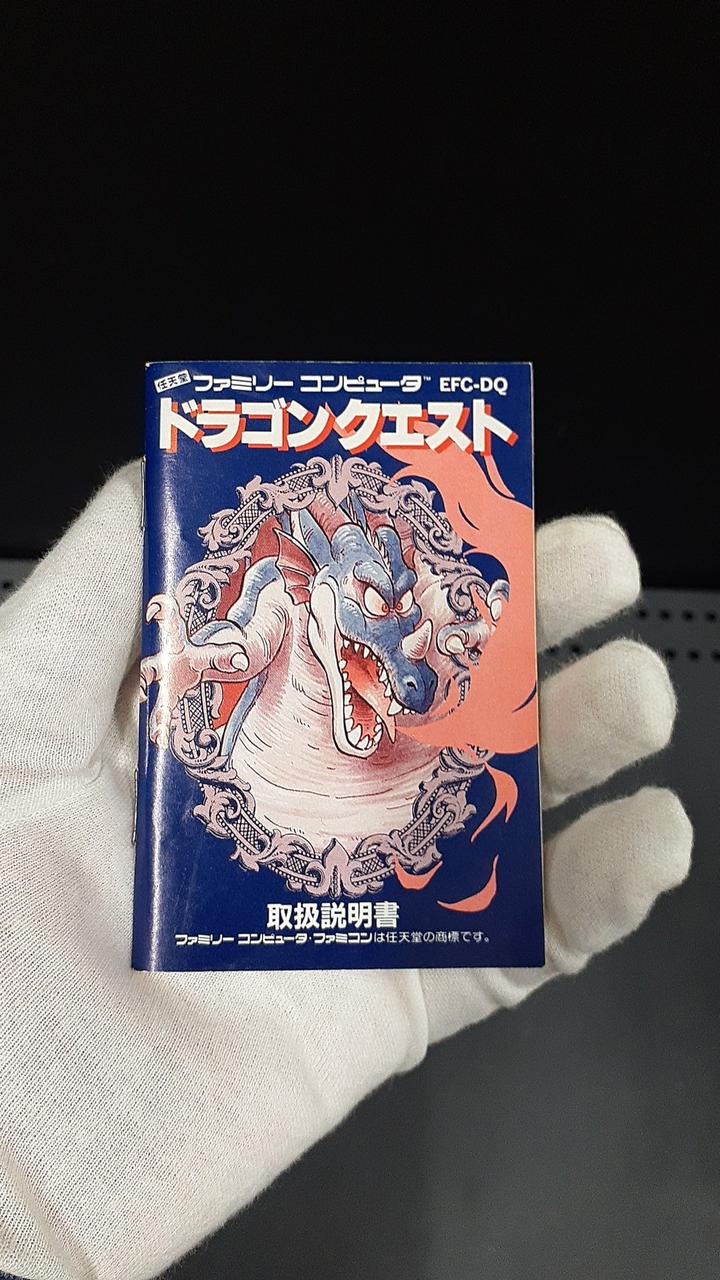 任天堂 ファミリー コンピュータ™ EFC-DQ
ドラゴンクエスト
取扱説明書
ファミリー コンピュータ・ファミコンは任天堂の商標です。